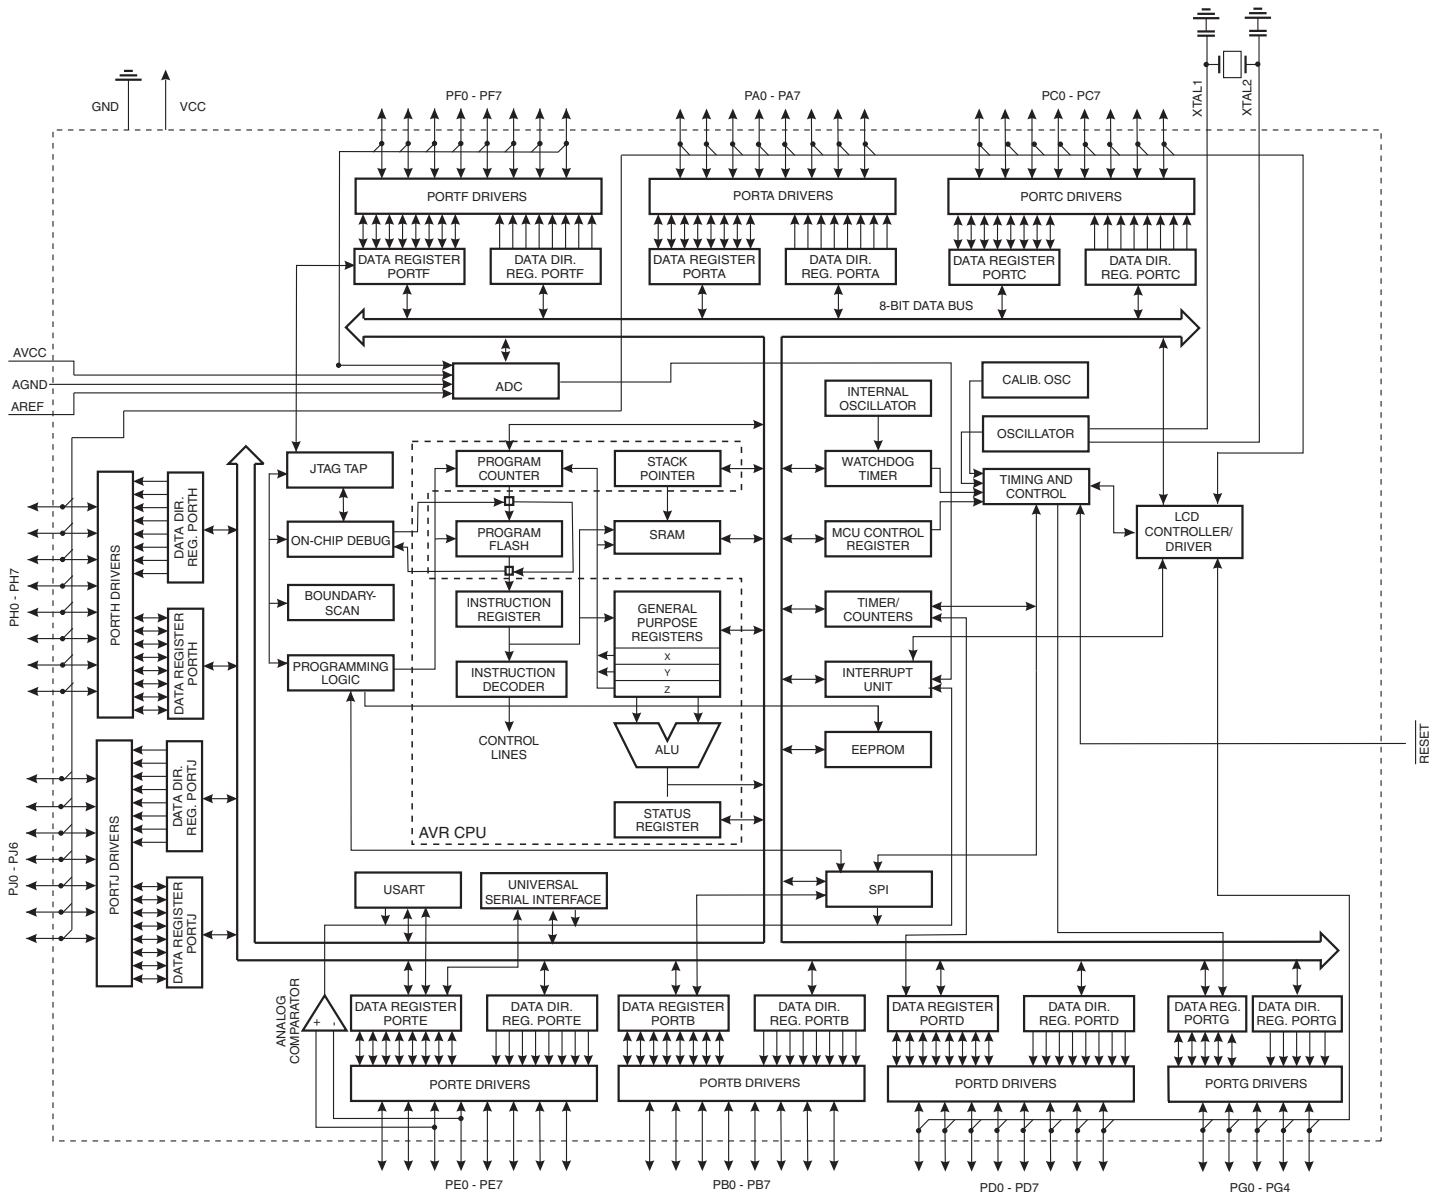 GND
VCC
PF0 - PF7
PA0 - PA7
PC0 - PC7
XTAL1
XTAL2
PORTF DRIVERS
PORTA DRIVERS
PORTC DRIVERS
DATA REGISTER
PORTF
DATA DIR.
REG. PORTF
DATA REGISTER
PORTA
DATA DIR.
REG. PORTA
DATA REGISTER
PORTC
DATA DIR.
REG. PORTC
8-BIT DATA BUS
AVCC
AGND
AREF
ADC
INTERNAL
OSCILLATOR
CALIB. OSC
OSCILLATOR
JTAG TAP
PROGRAM
COUNTER
STACK
POINTER
WATCHDOG
TIMER
TIMING AND
CONTROL
ON-CHIP DEBUG
PROGRAM
FLASH
SRAM
MCU CONTROL
REGISTER
LCD
CONTROLLER/
DRIVER
BOUNDARY-
SCAN
INSTRUCTION
REGISTER
GENERAL
PURPOSE
REGISTERS
X
Y
Z
TIMER/
COUNTERS
PROGRAMMING
LOGIC
INSTRUCTION
DECODER
INTERRUPT
UNIT
CONTROL
LINES
ALU
EEPROM
RESET
STATUS
REGISTER
AVR CPU
PH0 - PH7
PORTH DRIVERS
DATA DIR.
REG. PORTH
DATA REGISTER
PORTH
PJ0 - PJ6
PORTJ DRIVERS
DATA DIR.
REG. PORTJ
DATA REGISTER
PORTJ
USART
UNIVERSAL
SERIAL INTERFACE
SPI
ANALOG
COMPARATOR
+
-
DATA REGISTER
PORTE
DATA DIR.
REG. PORTE
DATA REGISTER
PORTB
DATA DIR.
REG. PORTB
DATA REGISTER
PORTD
DATA DIR.
REG. PORTD
DATA REG.
PORTG
DATA DIR.
REG. PORTG
PORTE DRIVERS
PORTB DRIVERS
PORTD DRIVERS
PORTG DRIVERS
PE0 - PE7
PB0 - PB7
PD0 - PD7
PG0 - PG4